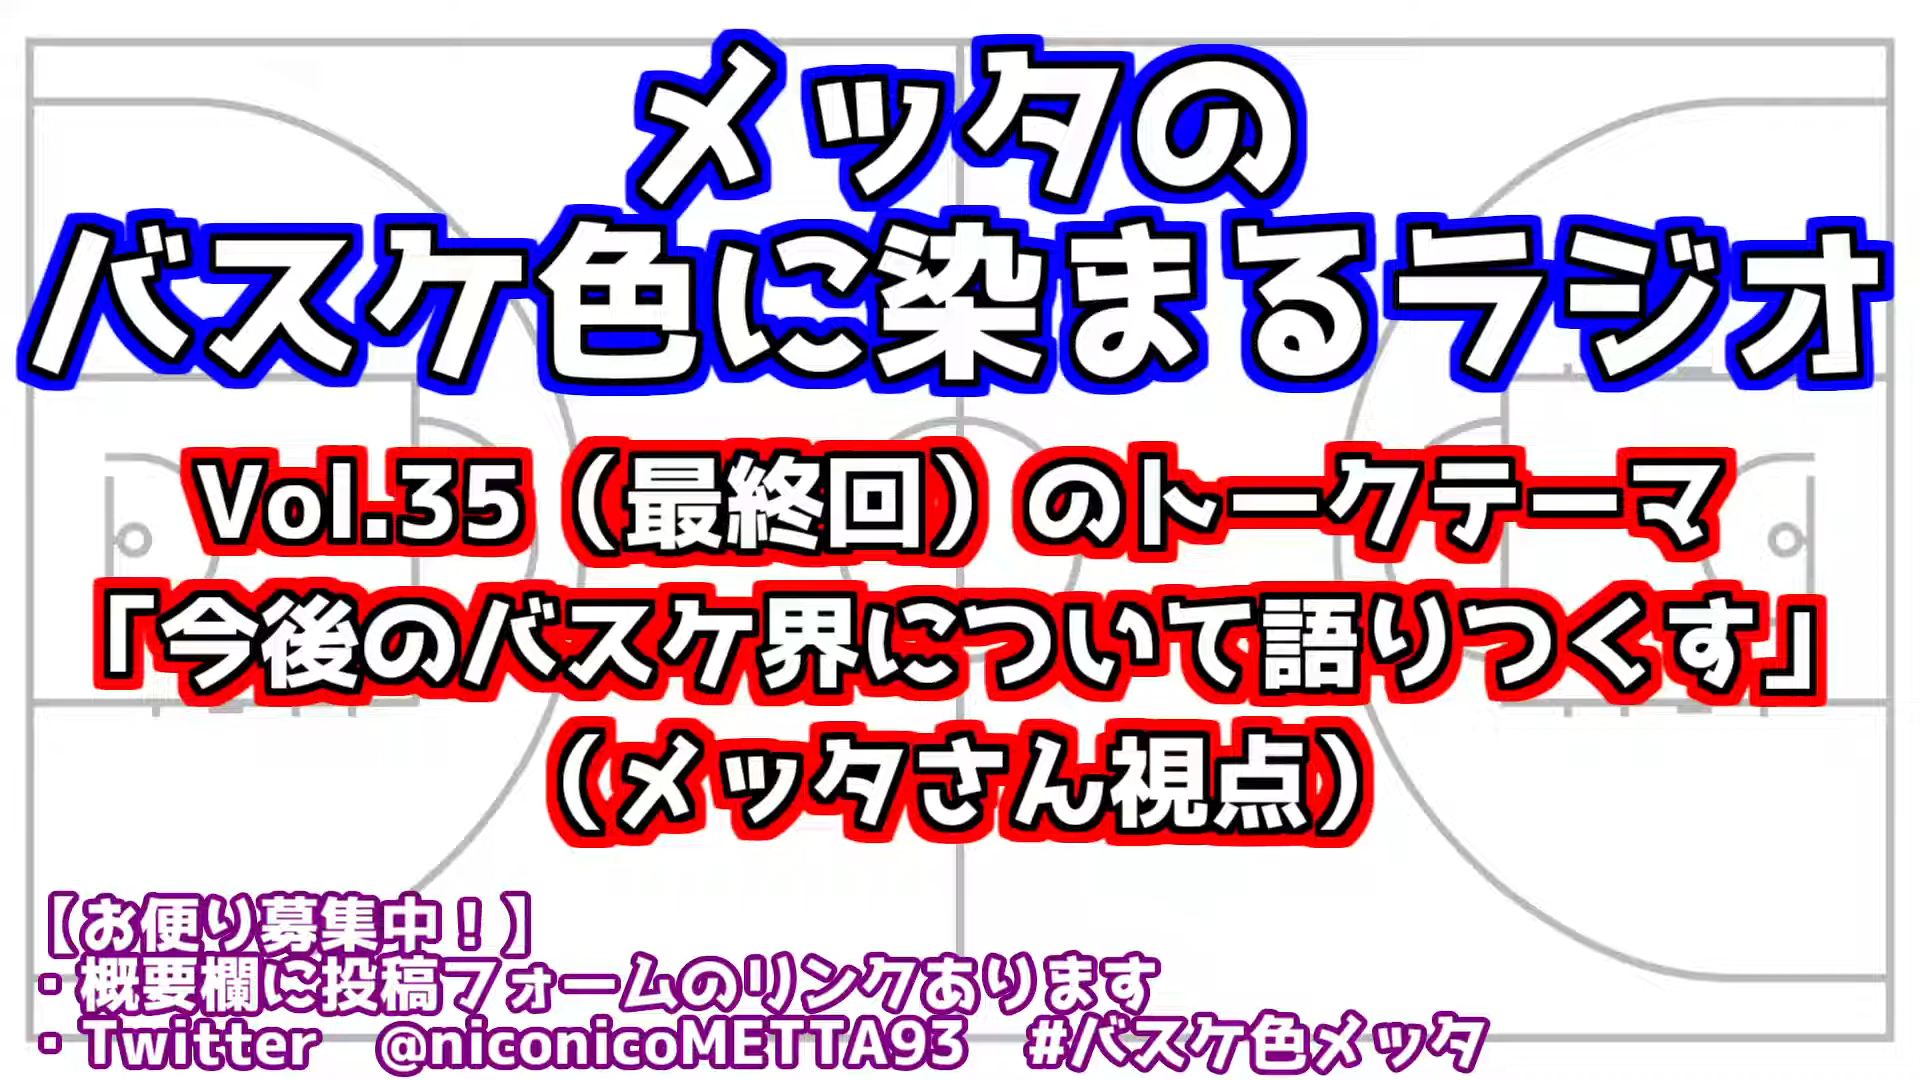 メッタの
バスケ色に染まるラジオ
Vol.35（最終回）のトークテーマ
「今後のバスケ界について語りつくす」
（メッタさん視点）
【お便り募集中！】
・概要欄に投稿フォームのリンクあります
・Twitter　@niconicoMETTA93　#バスケ色メッタ